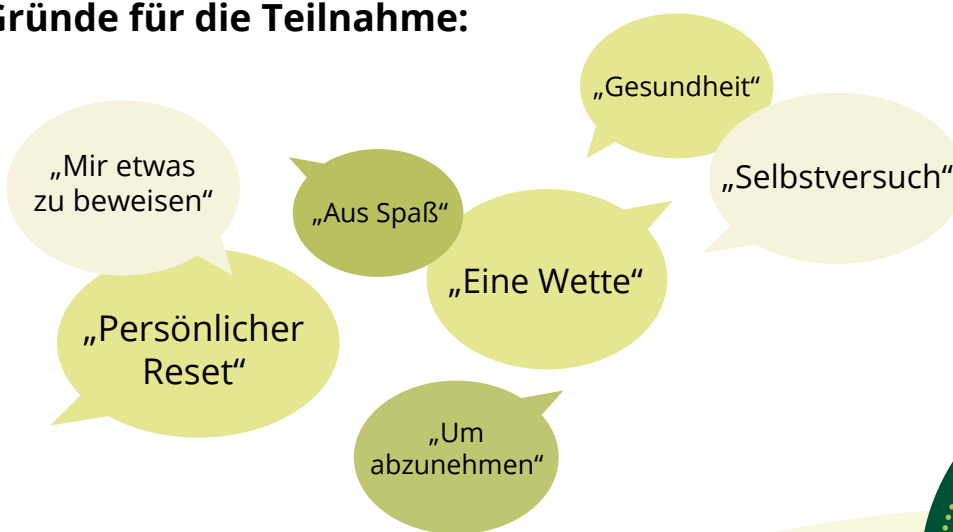 Gründe für die Teilnahme:
„Gesundheit“
„Mir etwas
zu beweisen“
„Aus Spaß“
„Selbstversuch“
„Eine Wette“
„Persönlicher
Reset“
„Um
abzunehmen“